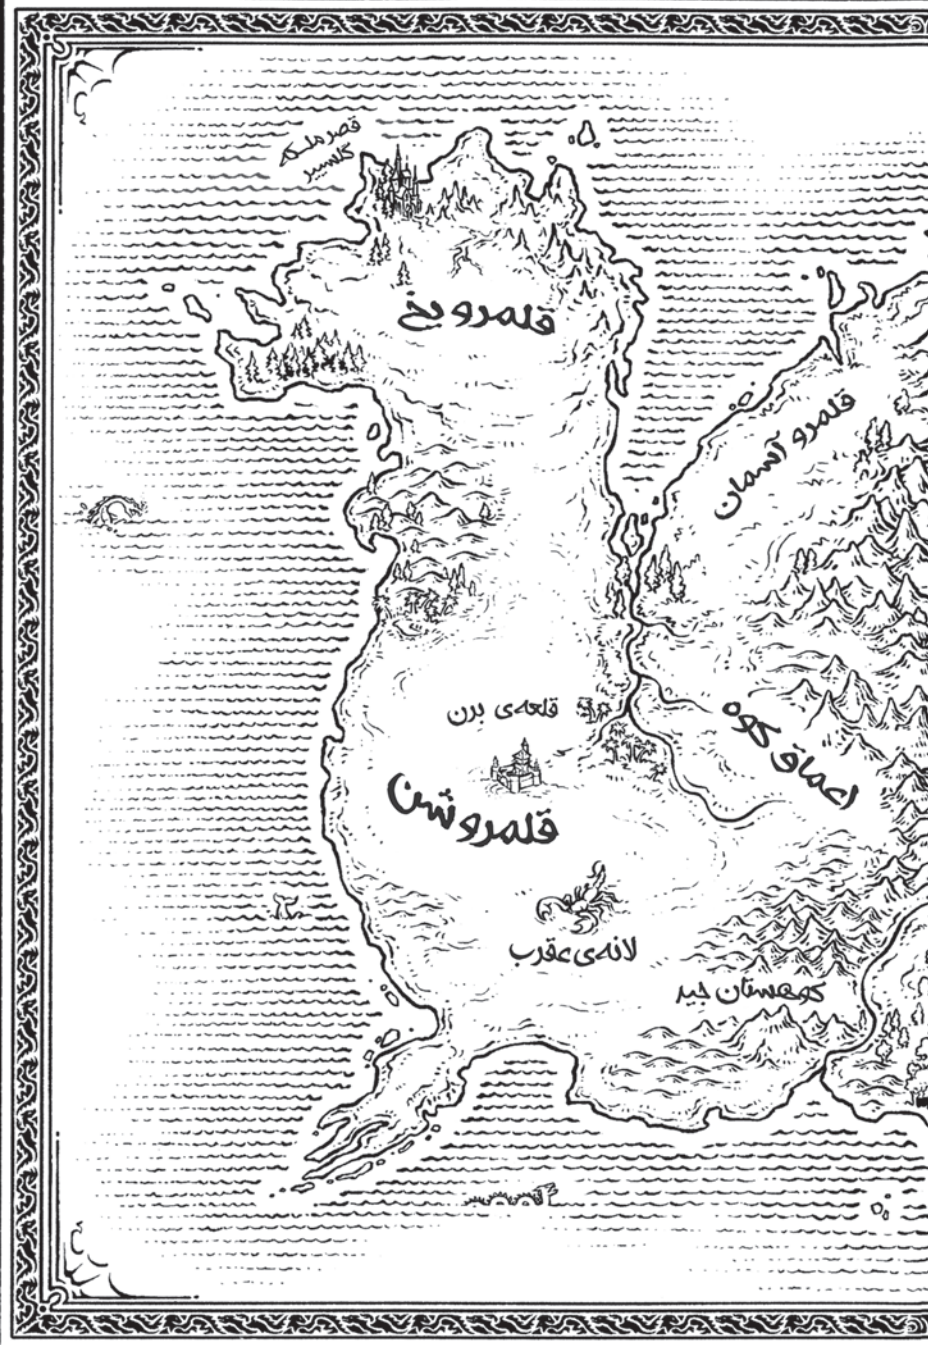 قصر ملکه
گلسیر
قلمرو یخ
قلمرو آسمان
قلعه‌ی برن
اعماق کوه
قلمرو شن
لانه‌ی عقرب
کوهستان جید